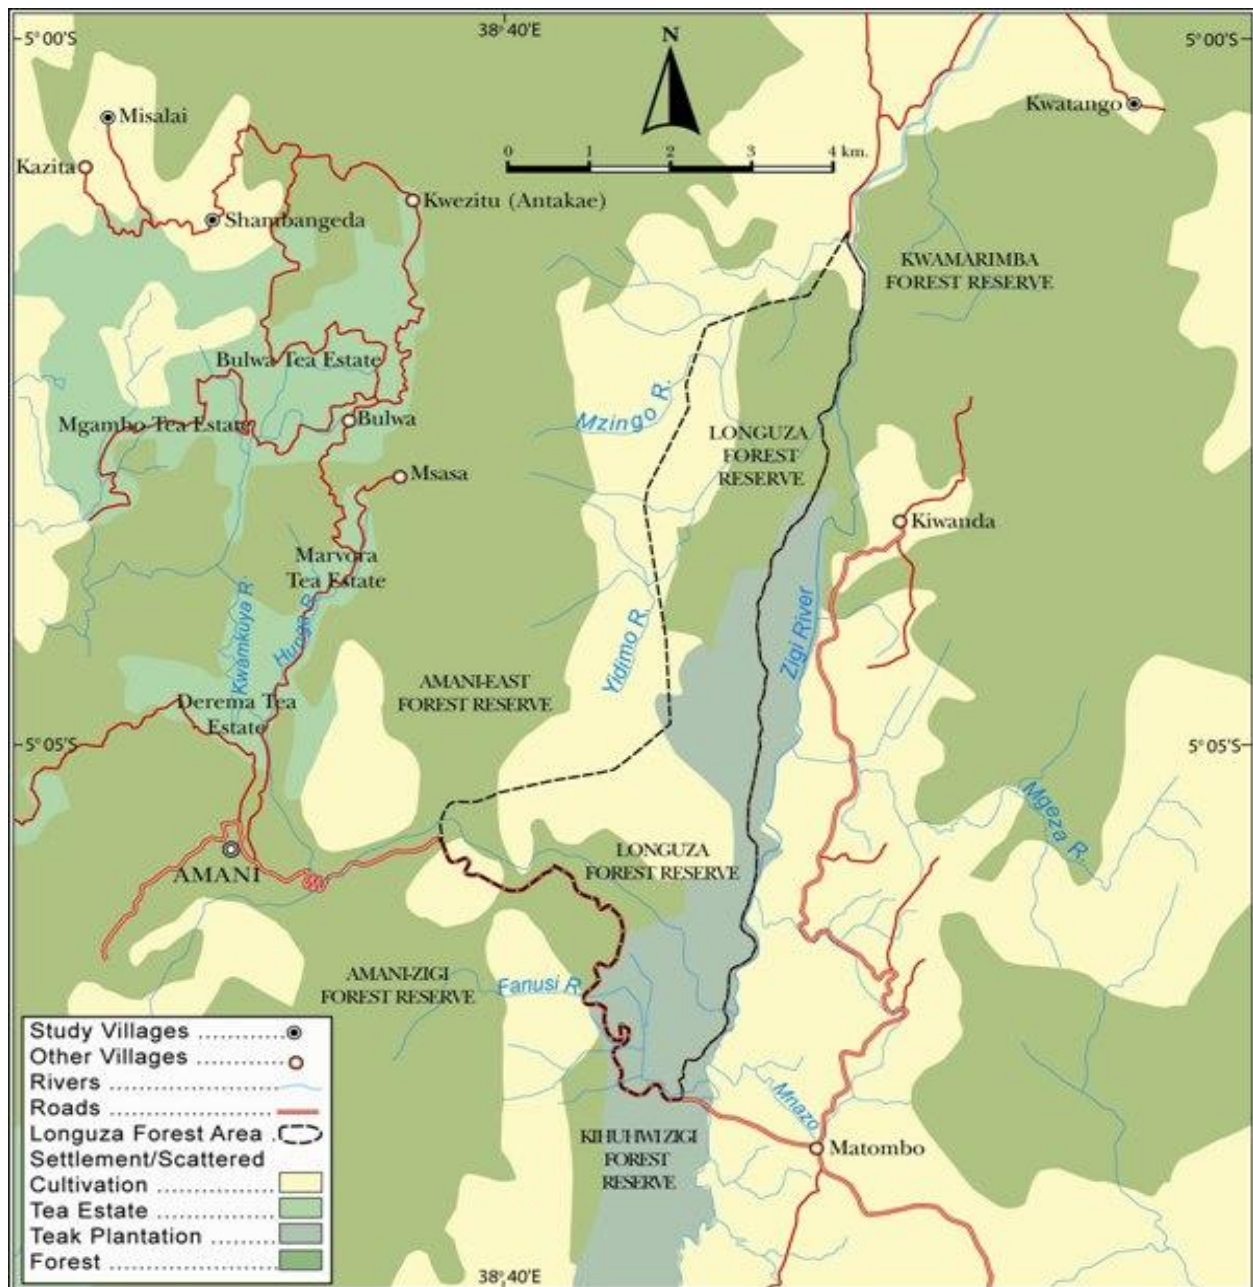 38°40'E
5°00'S
5°00'S
N
Kwatango
Misalai
0 1 2 3 4 km.
Kazita
Kwezitu (Antakae)
Shambangeda
KWAMARIMBA
FOREST RESERVE
Bulwa Tea Estate
Mzingo R.
Mgambo Tea Estate
Bulwa
LONGUZA
FOREST
RESERVE
Msasa
Kiwanda
Marvora
Tea Estate
Kwamkuya R.
Hunga R.
Yidimo R.
Zigi River
AMANI-EAST
FOREST RESERVE
Derema Tea
Estate
5°05'S
5°05'S
Mgeza R.
AMANI
LONGUZA
FOREST RESERVE
AMANI-ZIGI
FOREST RESERVE
Fanusi R.
Mnazo
KIHUHWI ZIGI
FOREST
RESERVE
Matombo
Study Villages
Other Villages
Rivers
Roads
Longuza Forest Area
Settlement/Scattered
Cultivation
Tea Estate
Teak Plantation
Forest
38°40'E